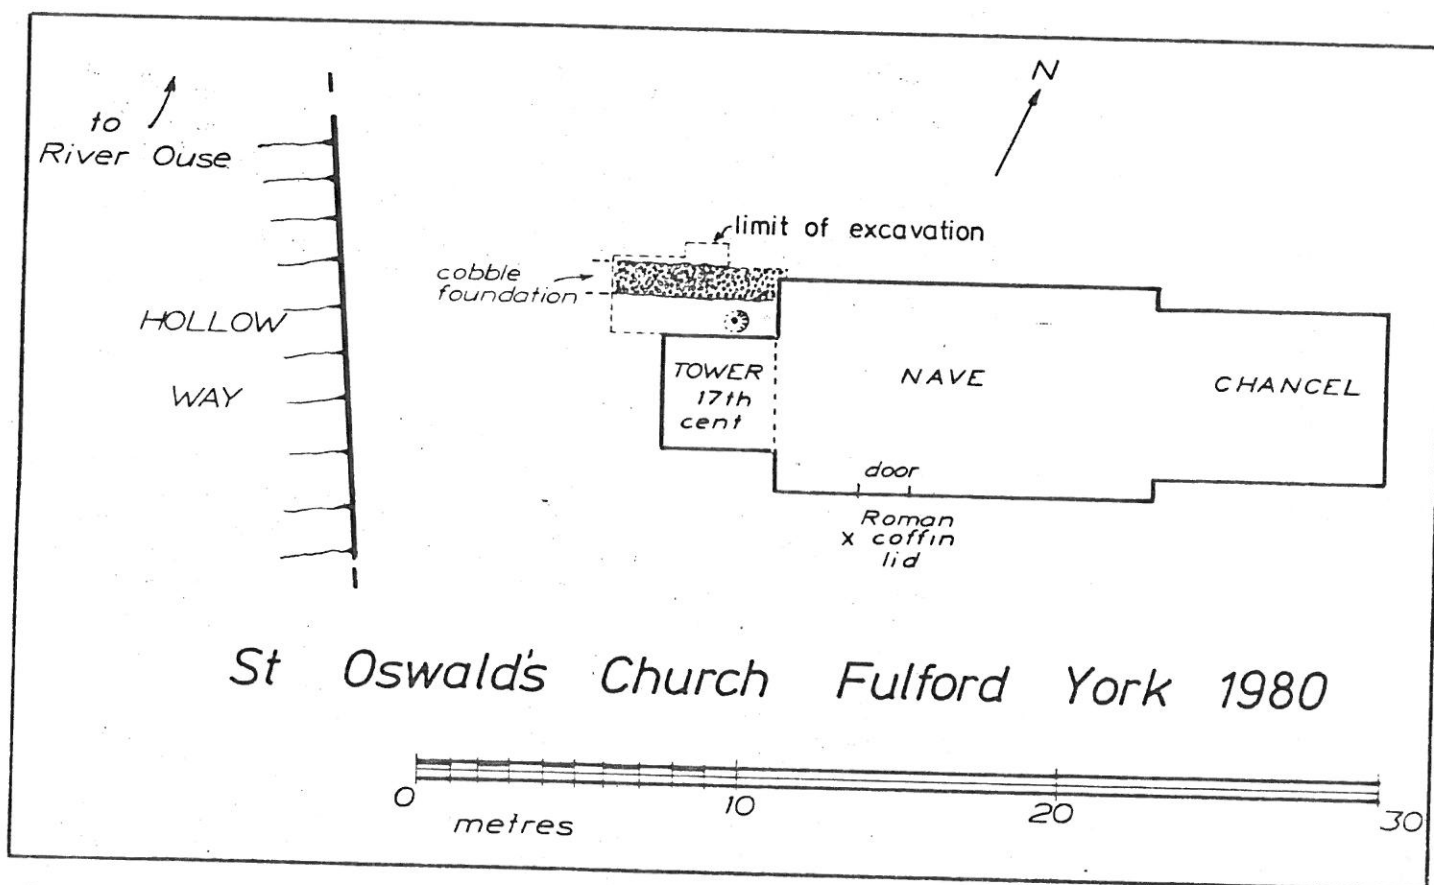 to
River Ouse
N
limit of excavation
cobble
foundation
HOLLOW
WAY
TOWER
17th
cent
NAVE
CHANCEL
door
Roman
x coffin
lid
St Oswald's Church Fulford York 1980
0 10 20 30
metres